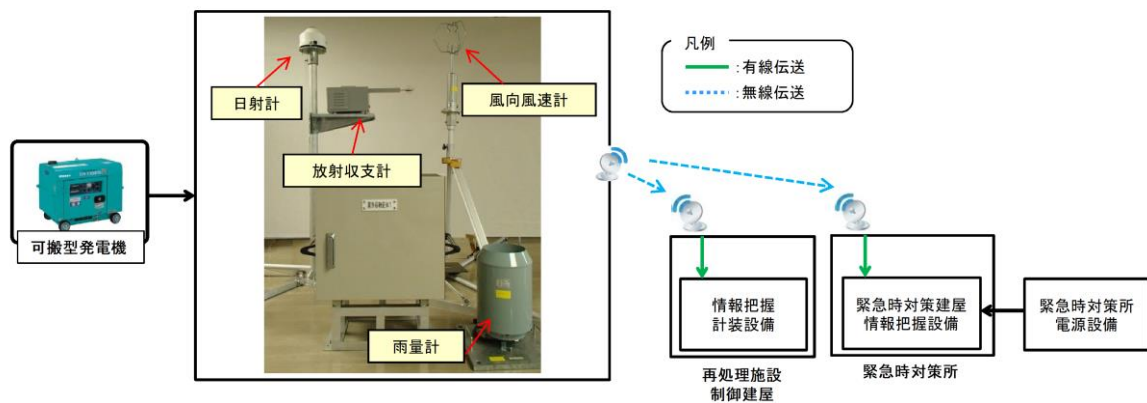 凡例
:有線伝送
:無線伝送
日射計
風向風速計
放射収支計
雨量計
可搬型発電機
情報把握
計装設備
再処理施設
制御建屋
緊急時対策建屋
情報把握設備
緊急時対策所
緊急時対策所
電源設備